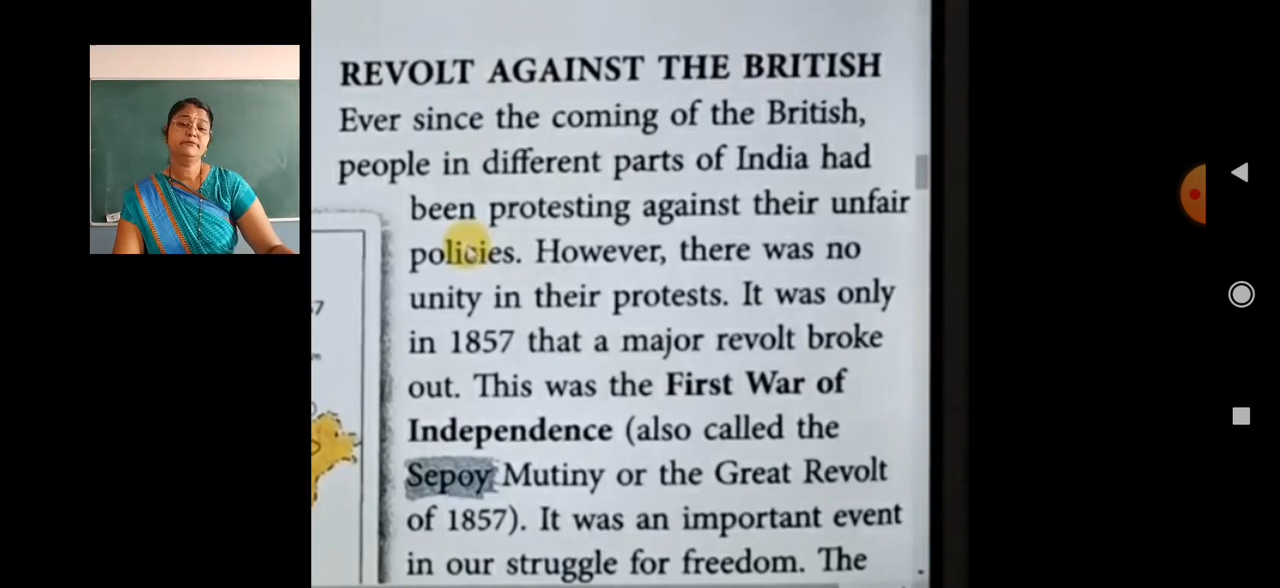 REVOLT AGAINST THE BRITISH
Ever since the coming of the British,
people in different parts of India had
been protesting against their unfair
policies. However, there was no
unity in their protests. It was only
in 1857 that a major revolt broke
out. This was the First War of
Independence (also called the
Sepoy Mutiny or the Great Revolt
of 1857). It was an important event
in our struggle for freedom. The
7